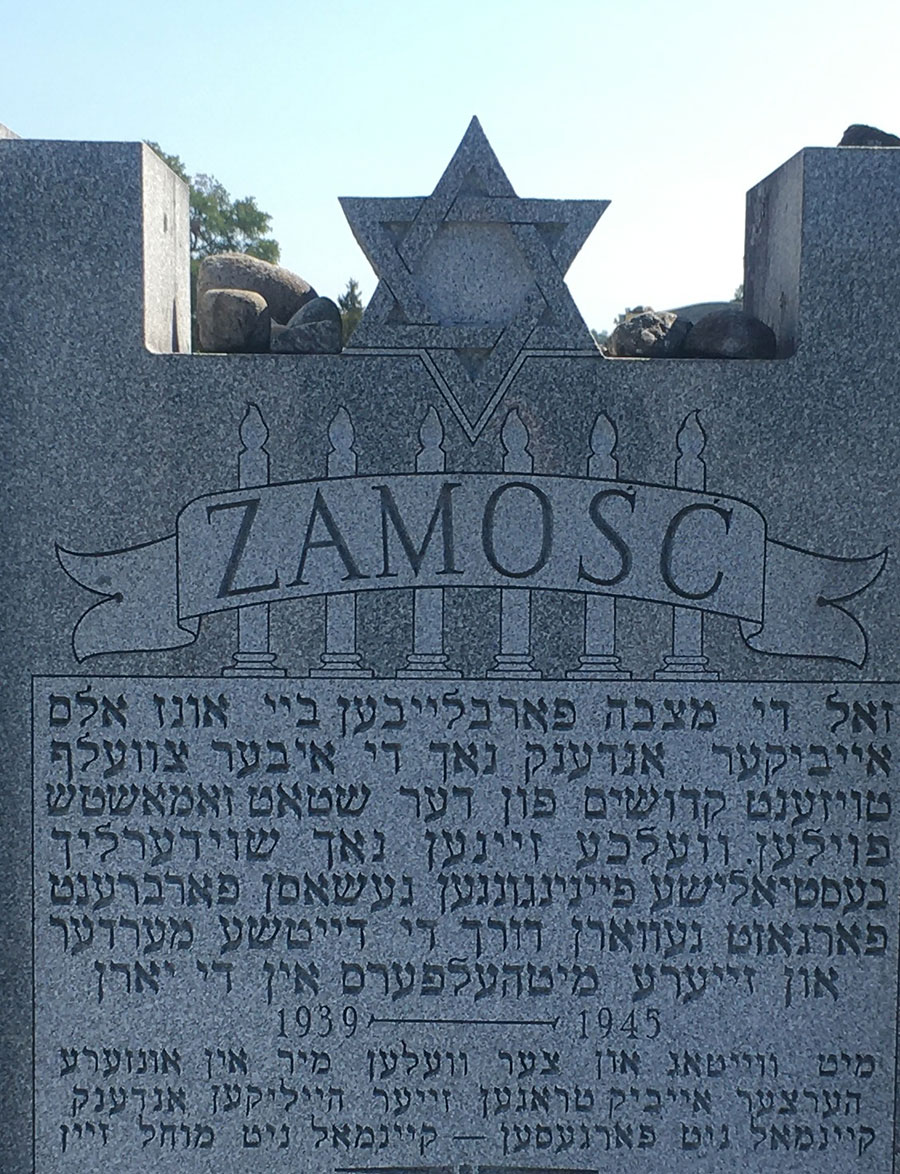 ZAMOŚĆ
זאל די מצבה פארבלייבען ביי אונז אלס
אייביקער אנדענק נאך די איבער צוועלף
טויזענט קדושים פון דער שטאט זאמאשטש
פוילען. וועלכע זיינען נאך שוידערליך
בעסטיאלישע פייניגונגען געשאסן פארברענט
פארגאזט געווארן דורך די דייטשע מערדער
און זייערע מיטהעלפערס אין די יארן
1939 — 1945
מיט ווייטאג און צער וועלען מיר אין אונזערע
הערצער אייביק טראגען זייער הייליקען אנדענק
קיינמאל ניט פארגעסען — קיינמאל ניט מוחל זיין